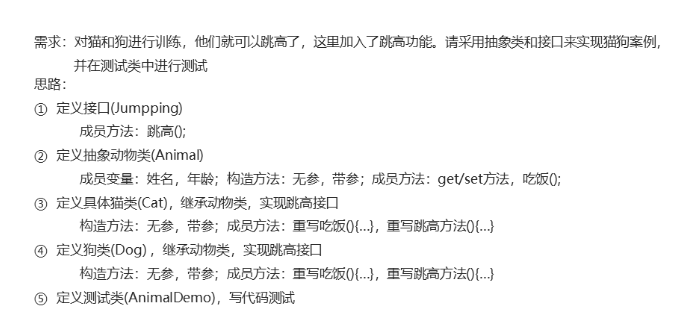 需求：对猫和狗进行训练，他们就可以跳高了，这里加入了跳高功能。请采用抽象类和接口来实现猫狗案例，
并在测试类中进行测试
思路：
① 定义接口(Jumpping)
成员方法：跳高();
② 定义抽象动物类(Animal)
成员变量：姓名，年龄；构造方法：无参，带参；成员方法：get/set方法，吃饭();
③ 定义具体猫类(Cat)，继承动物类，实现跳高接口
构造方法：无参，带参；成员方法：重写吃饭(){…}，重写跳高方法(){…}
④ 定义狗类(Dog)，继承动物类，实现跳高接口
构造方法：无参，带参；成员方法：重写吃饭(){…}，重写跳高方法(){…}
⑤ 定义测试类(AnimalDemo)，写代码测试